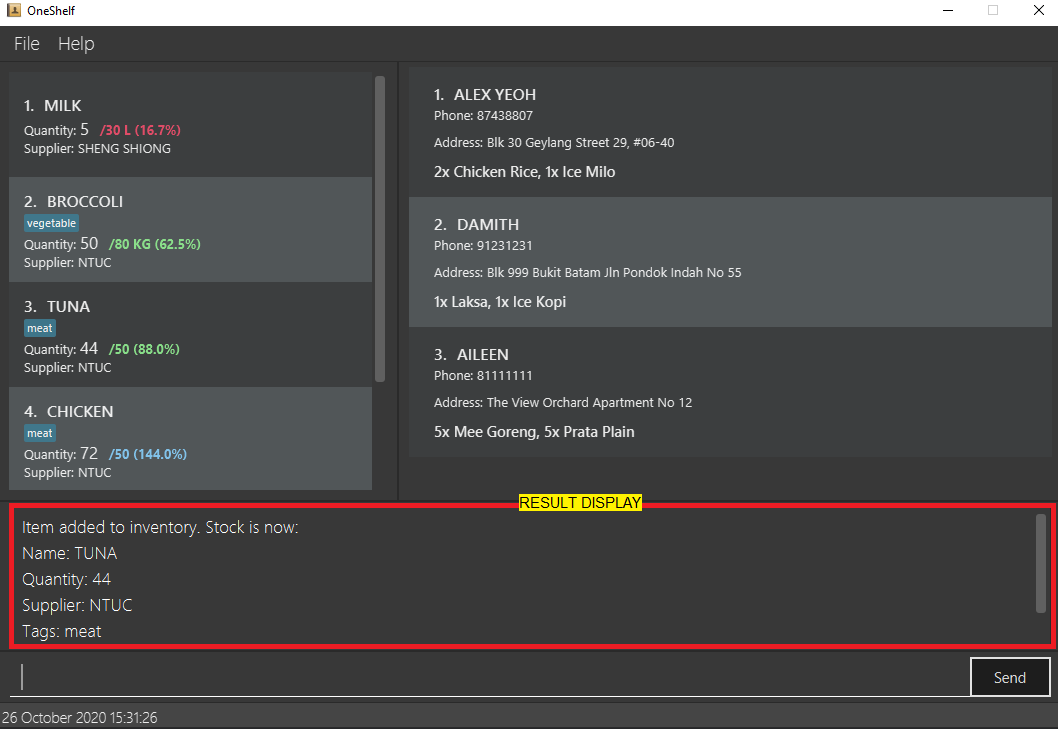 OneShelf
File Help
1. MILK
Quantity: 5 /30 L (16.7%)
Supplier: SHENG SHIONG
2. BROCCOLI
vegetable
Quantity: 50 /80 KG (62.5%)
Supplier: NTUC
3. TUNA
meat
Quantity: 44 /50 (88.0%)
Supplier: NTUC
4. CHICKEN
meat
Quantity: 72 /50 (144.0%)
Supplier: NTUC
1. ALEX YEOH
Phone: 87438807
Address: Blk 30 Geylang Street 29, #06-40
2x Chicken Rice, 1x Ice Milo
2. DAMITH
Phone: 91231231
Address: Blk 999 Bukit Batam Jln Pondok Indah No 55
1x Laksa, 1x Ice Kopi
3. AILEEN
Phone: 81111111
Address: The View Orchard Apartment No 12
5x Mee Goreng, 5x Prata Plain
RESULT DISPLAY
Item added to inventory. Stock is now:
Name: TUNA
Quantity: 44
Supplier: NTUC
Tags: meat
Send
26 October 2020 15:31:26